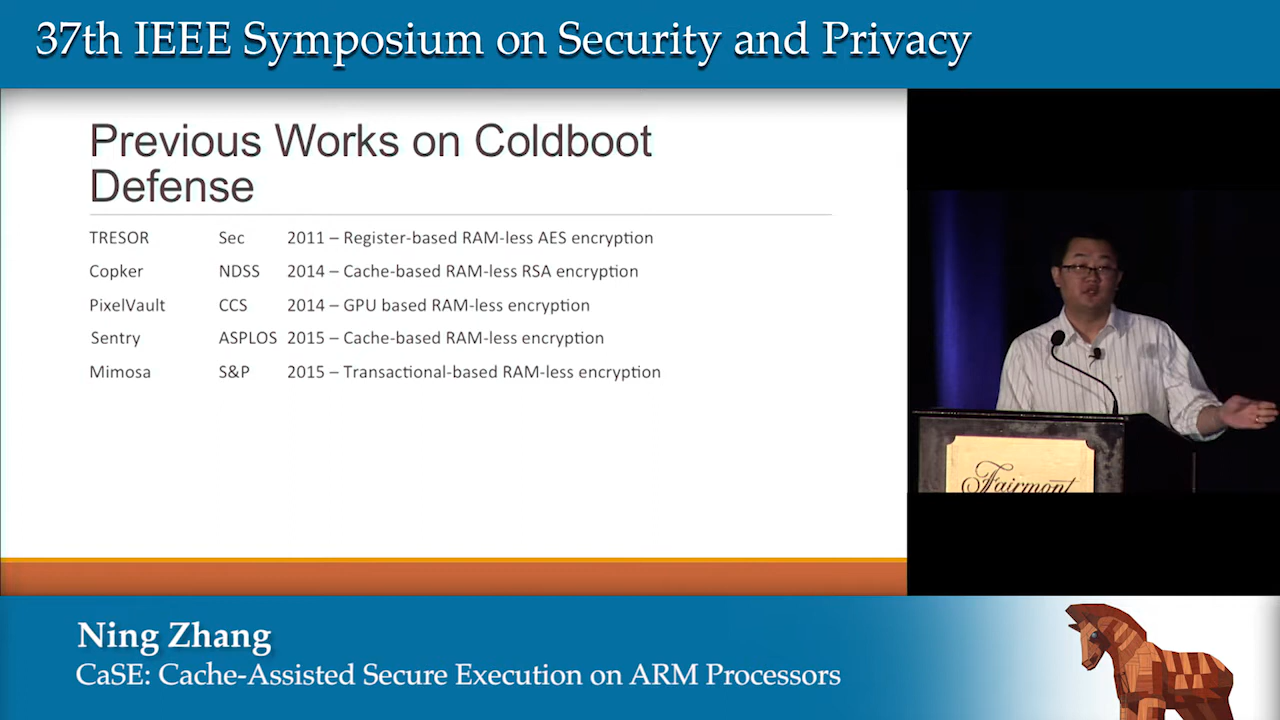 37th IEEE Symposium on Security and Privacy
Previous Works on Coldboot
Defense
TRESOR Sec 2011 – Register-based RAM-less AES encryption
Copker NDSS 2014 – Cache-based RAM-less RSA encryption
PixelVault CCS 2014 – GPU based RAM-less encryption
Sentry ASPLOS 2015 – Cache-based RAM-less encryption
Mimosa S&P 2015 – Transactional-based RAM-less encryption
Fairmont
Ning Zhang
CaSE: Cache-Assisted Secure Execution on ARM Processors